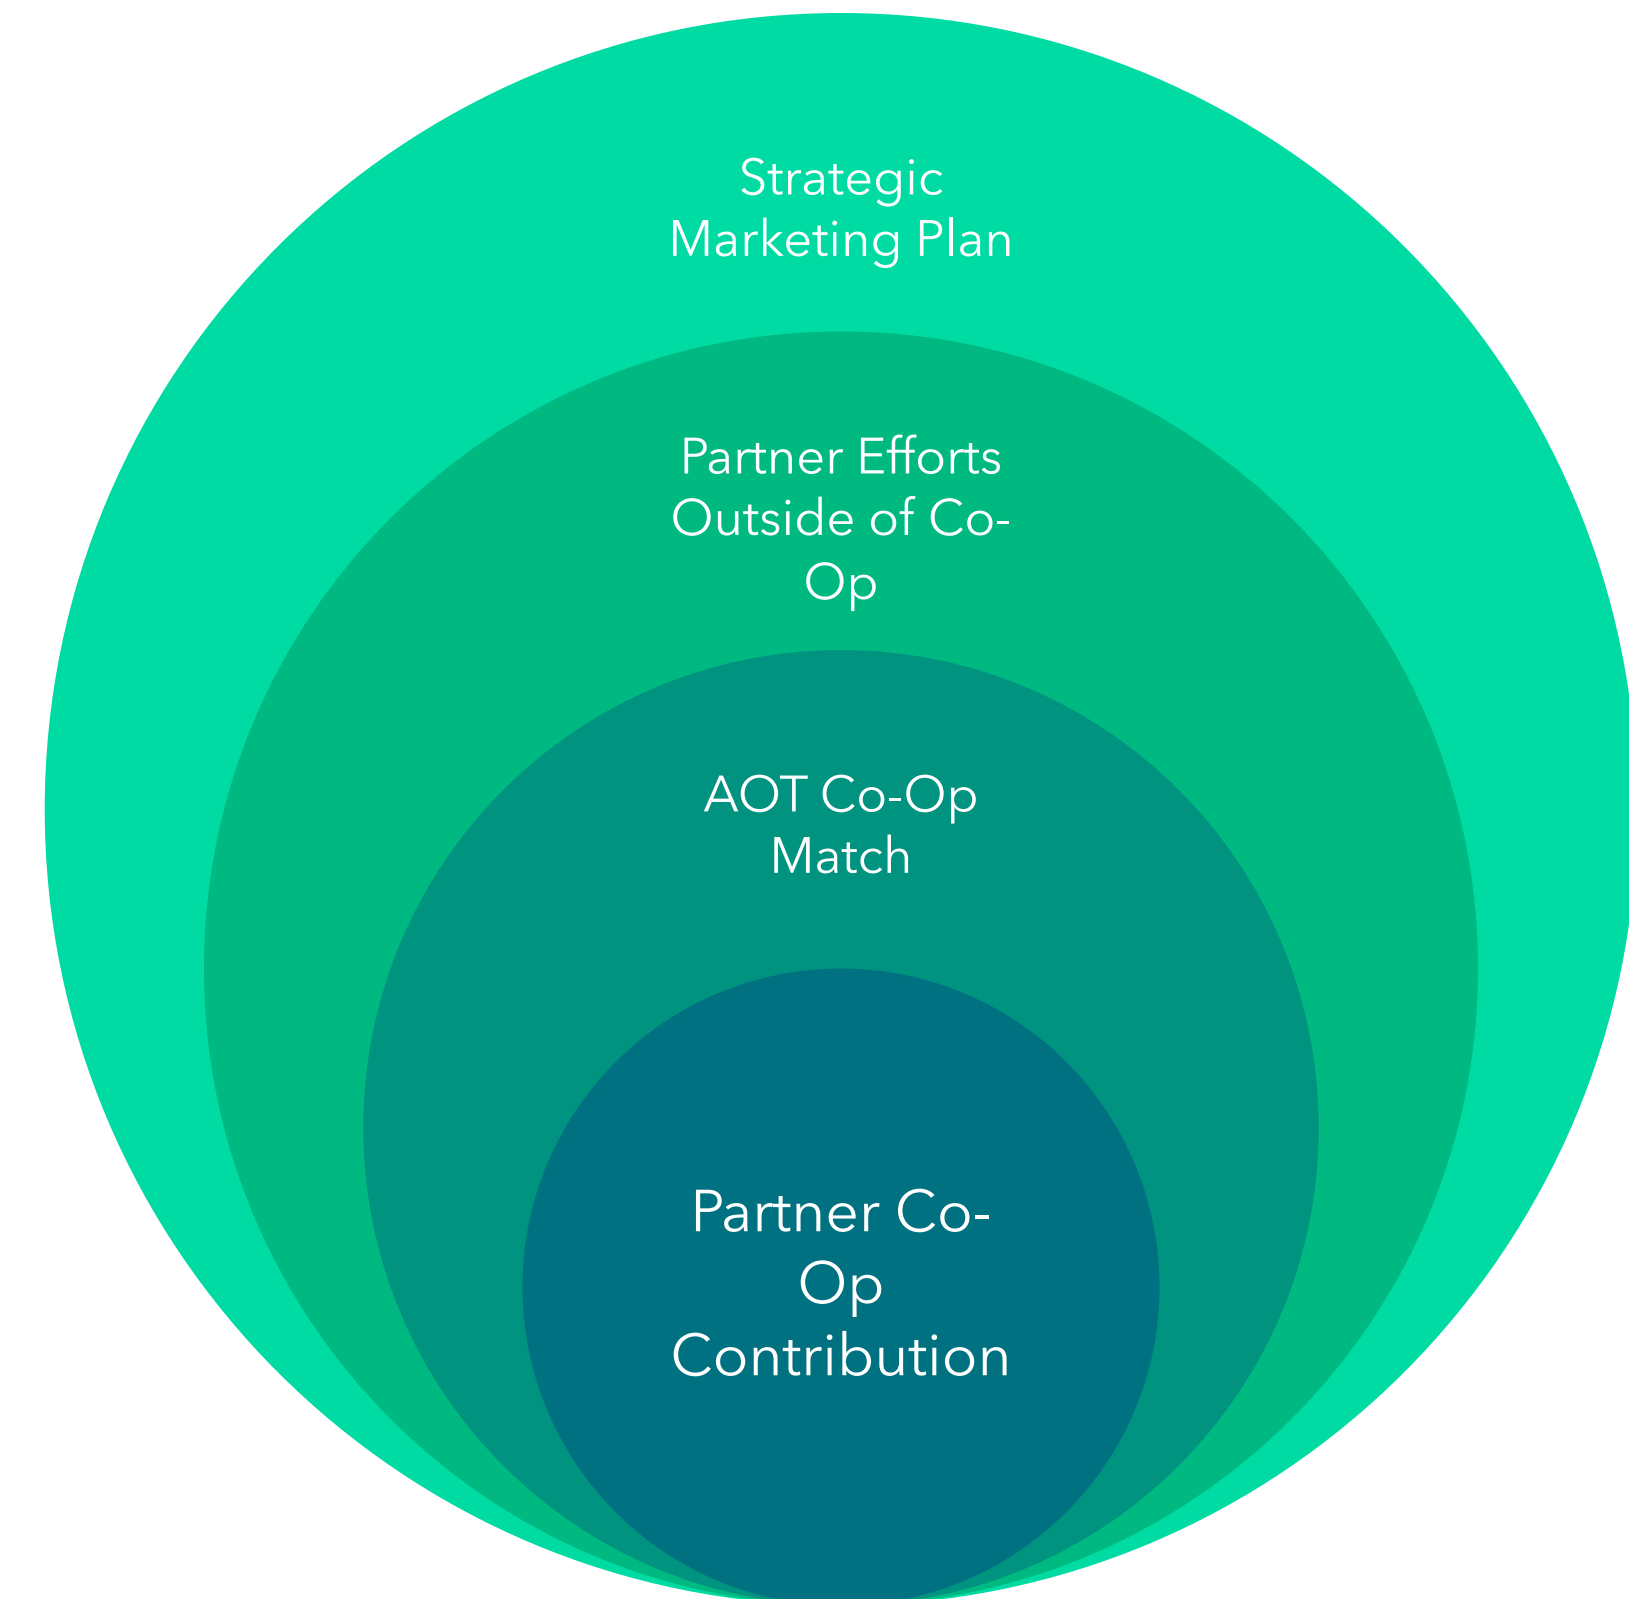 Strategic
Marketing Plan
Partner Efforts
Outside of Co-
Op
AOT Co-Op
Match
Partner Co-
Op
Contribution